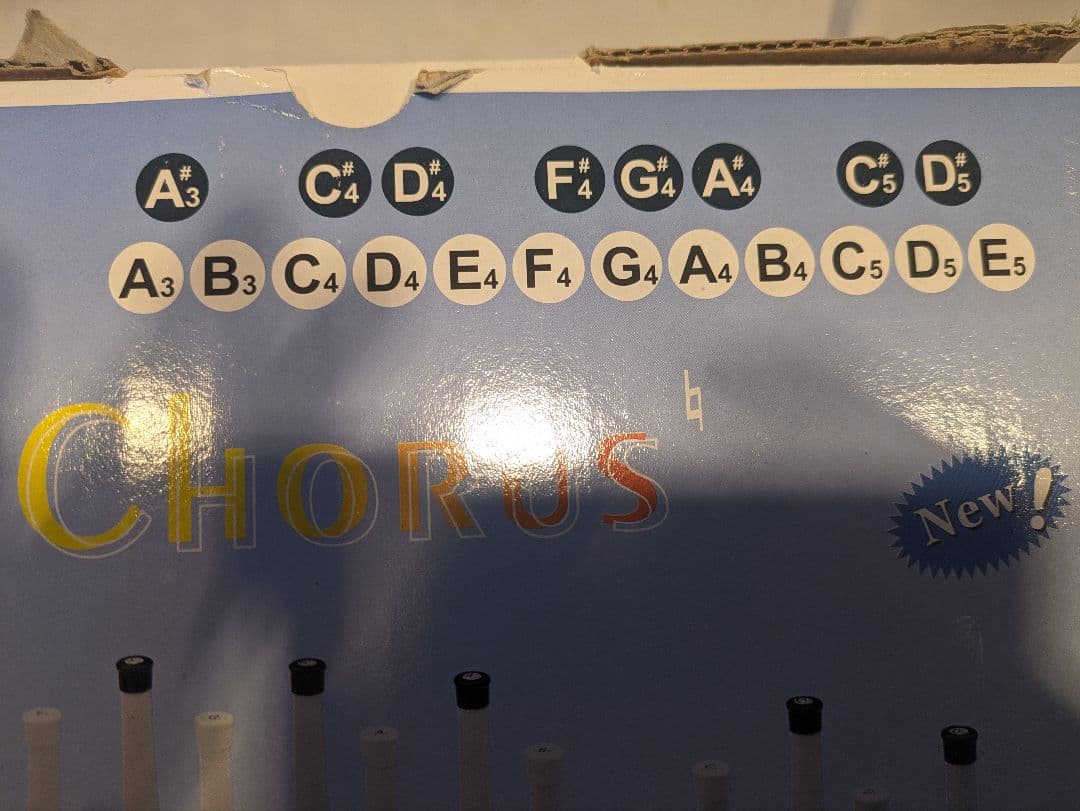 A#3 C#4 D#4 F#4 G#4 A#4 C#5 D#5
A3 B3 C4 D4 E4 F4 G4 A4 B4 C5 D5 E5
CHORUS ♮
New!